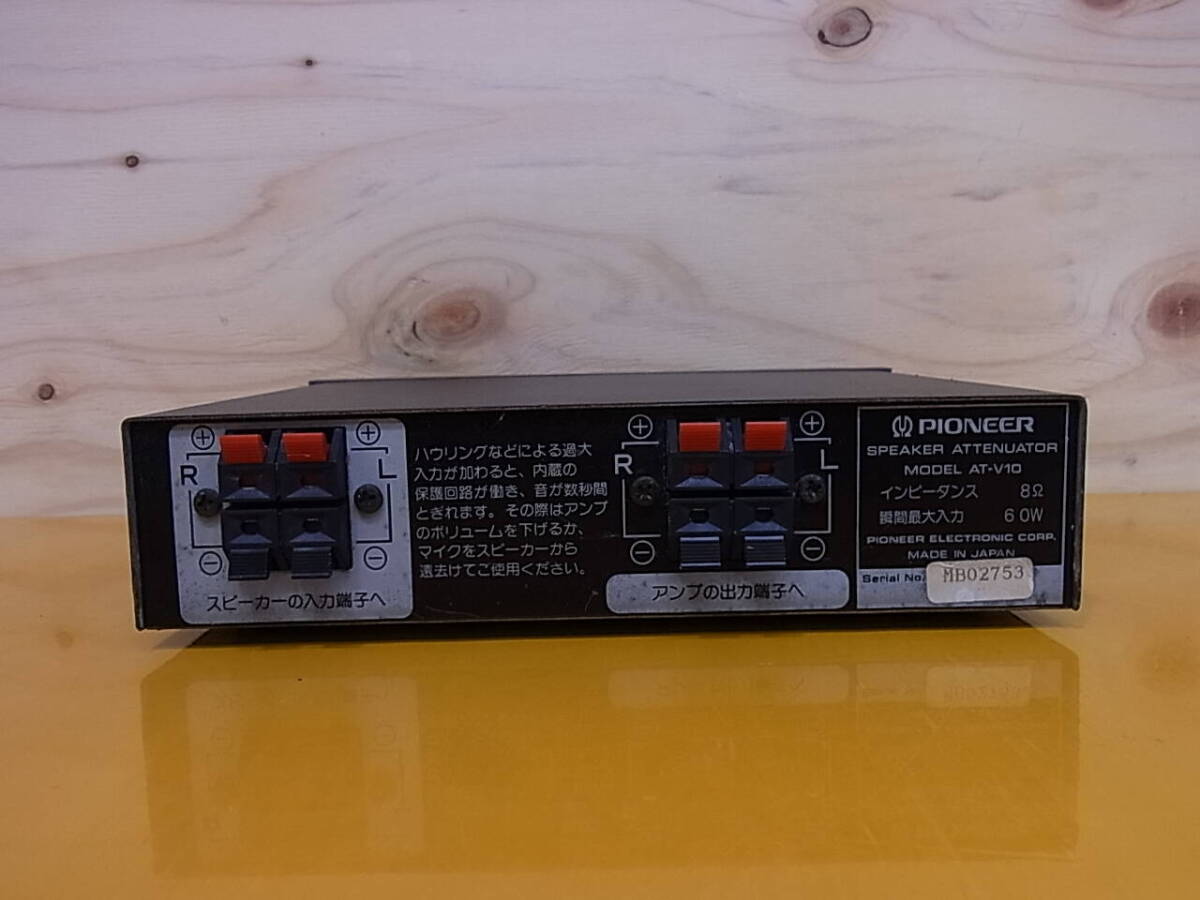 ⊕
⊕
R
L
⊖
⊖
スピーカーの入力端子へ
ハウリングなどによる過大
入力が加わると、内蔵の
保護回路が働き、音が数秒間
とぎれます。その際はアンプ
のボリュームを下げるか、
マイクをスピーカーから
遠去けてご使用ください。
⊕
⊕
R
L
⊖
⊖
アンプの出力端子へ
PIONEER
SPEAKER ATTENUATOR
MODEL AT-V10
インピーダンス 8Ω
瞬間最大入力 60W
PIONEER ELECTRONIC CORP.
MADE IN JAPAN
Serial No. MB02753